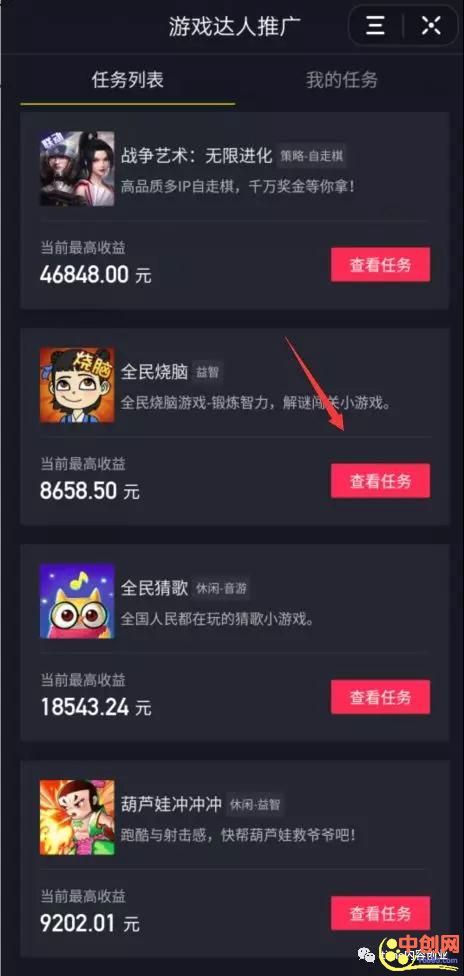 游戏达人推广
任务列表
我的任务
联动
战争艺术：无限进化 策略-自走棋
高品质多IP自走棋，千万奖金等你拿！
当前最高收益
46848.00 元
查看任务
烧脑
全民烧脑 益智
全民烧脑游戏-锻炼智力，解谜闯关小游戏。
当前最高收益
8658.50 元
查看任务
全民猜歌 休闲-音游
全国人民都在玩的猜歌小游戏。
当前最高收益
18543.24 元
查看任务
葫芦娃冲冲冲 休闲-益智
跑酷与射击感，快帮葫芦娃救爷爷吧！
当前最高收益
9202.01 元
查看任务
中创网
内容创业